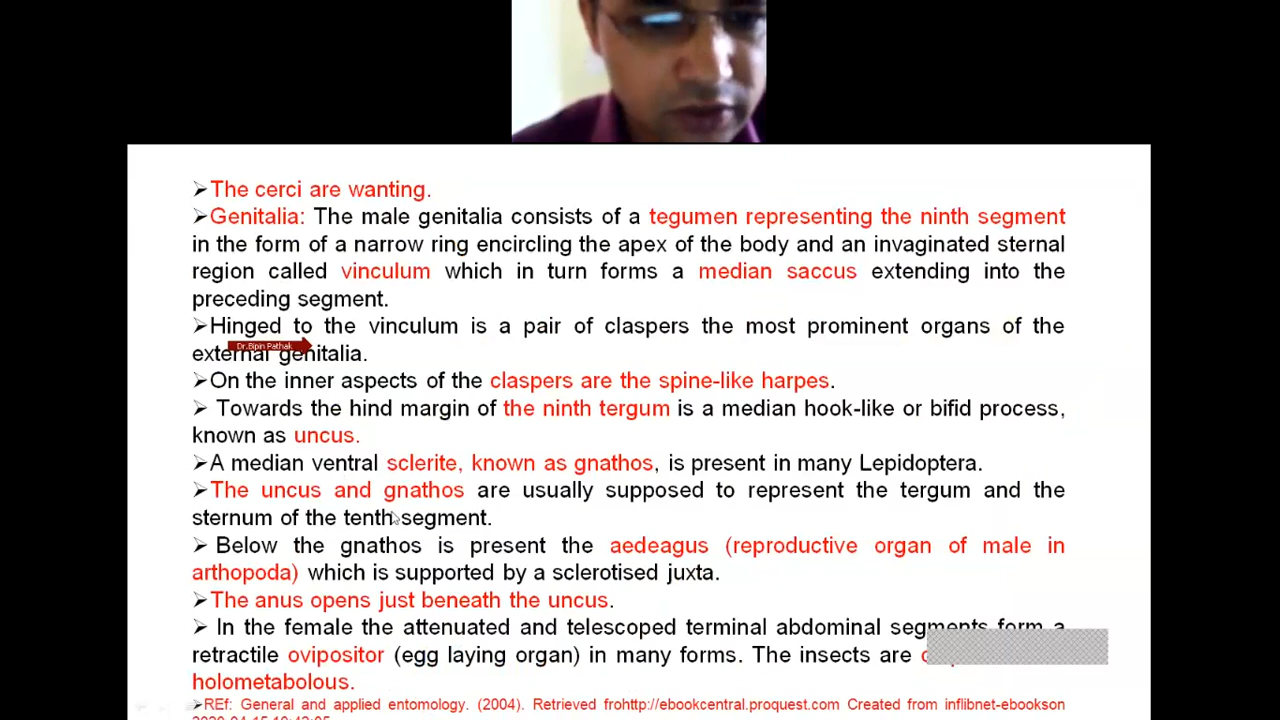 ➢The cerci are wanting.
➢Genitalia: The male genitalia consists of a tegumen representing the ninth segment
in the form of a narrow ring encircling the apex of the body and an invaginated sternal
region called vinculum which in turn forms a median saccus extending into the
preceding segment.
➢Hinged to the vinculum is a pair of claspers the most prominent organs of the
Dr.Bipin Pathak
external genitalia.
➢On the inner aspects of the claspers are the spine-like harpes.
➢ Towards the hind margin of the ninth tergum is a median hook-like or bifid process,
known as uncus.
➢A median ventral sclerite, known as gnathos, is present in many Lepidoptera.
➢The uncus and gnathos are usually supposed to represent the tergum and the
sternum of the tenth segment.
➢ Below the gnathos is present the aedeagus (reproductive organ of male in
arthopoda) which is supported by a sclerotised juxta.
➢The anus opens just beneath the uncus.
➢ In the female the attenuated and telescoped terminal abdominal segments form a
retractile ovipositor (egg laying organ) in many forms. The insects are
holometabolous.
➢REf: General and applied entomology. (2004). Retrieved frohttp://ebookcentral.proquest.com Created from inflibnet-ebookson